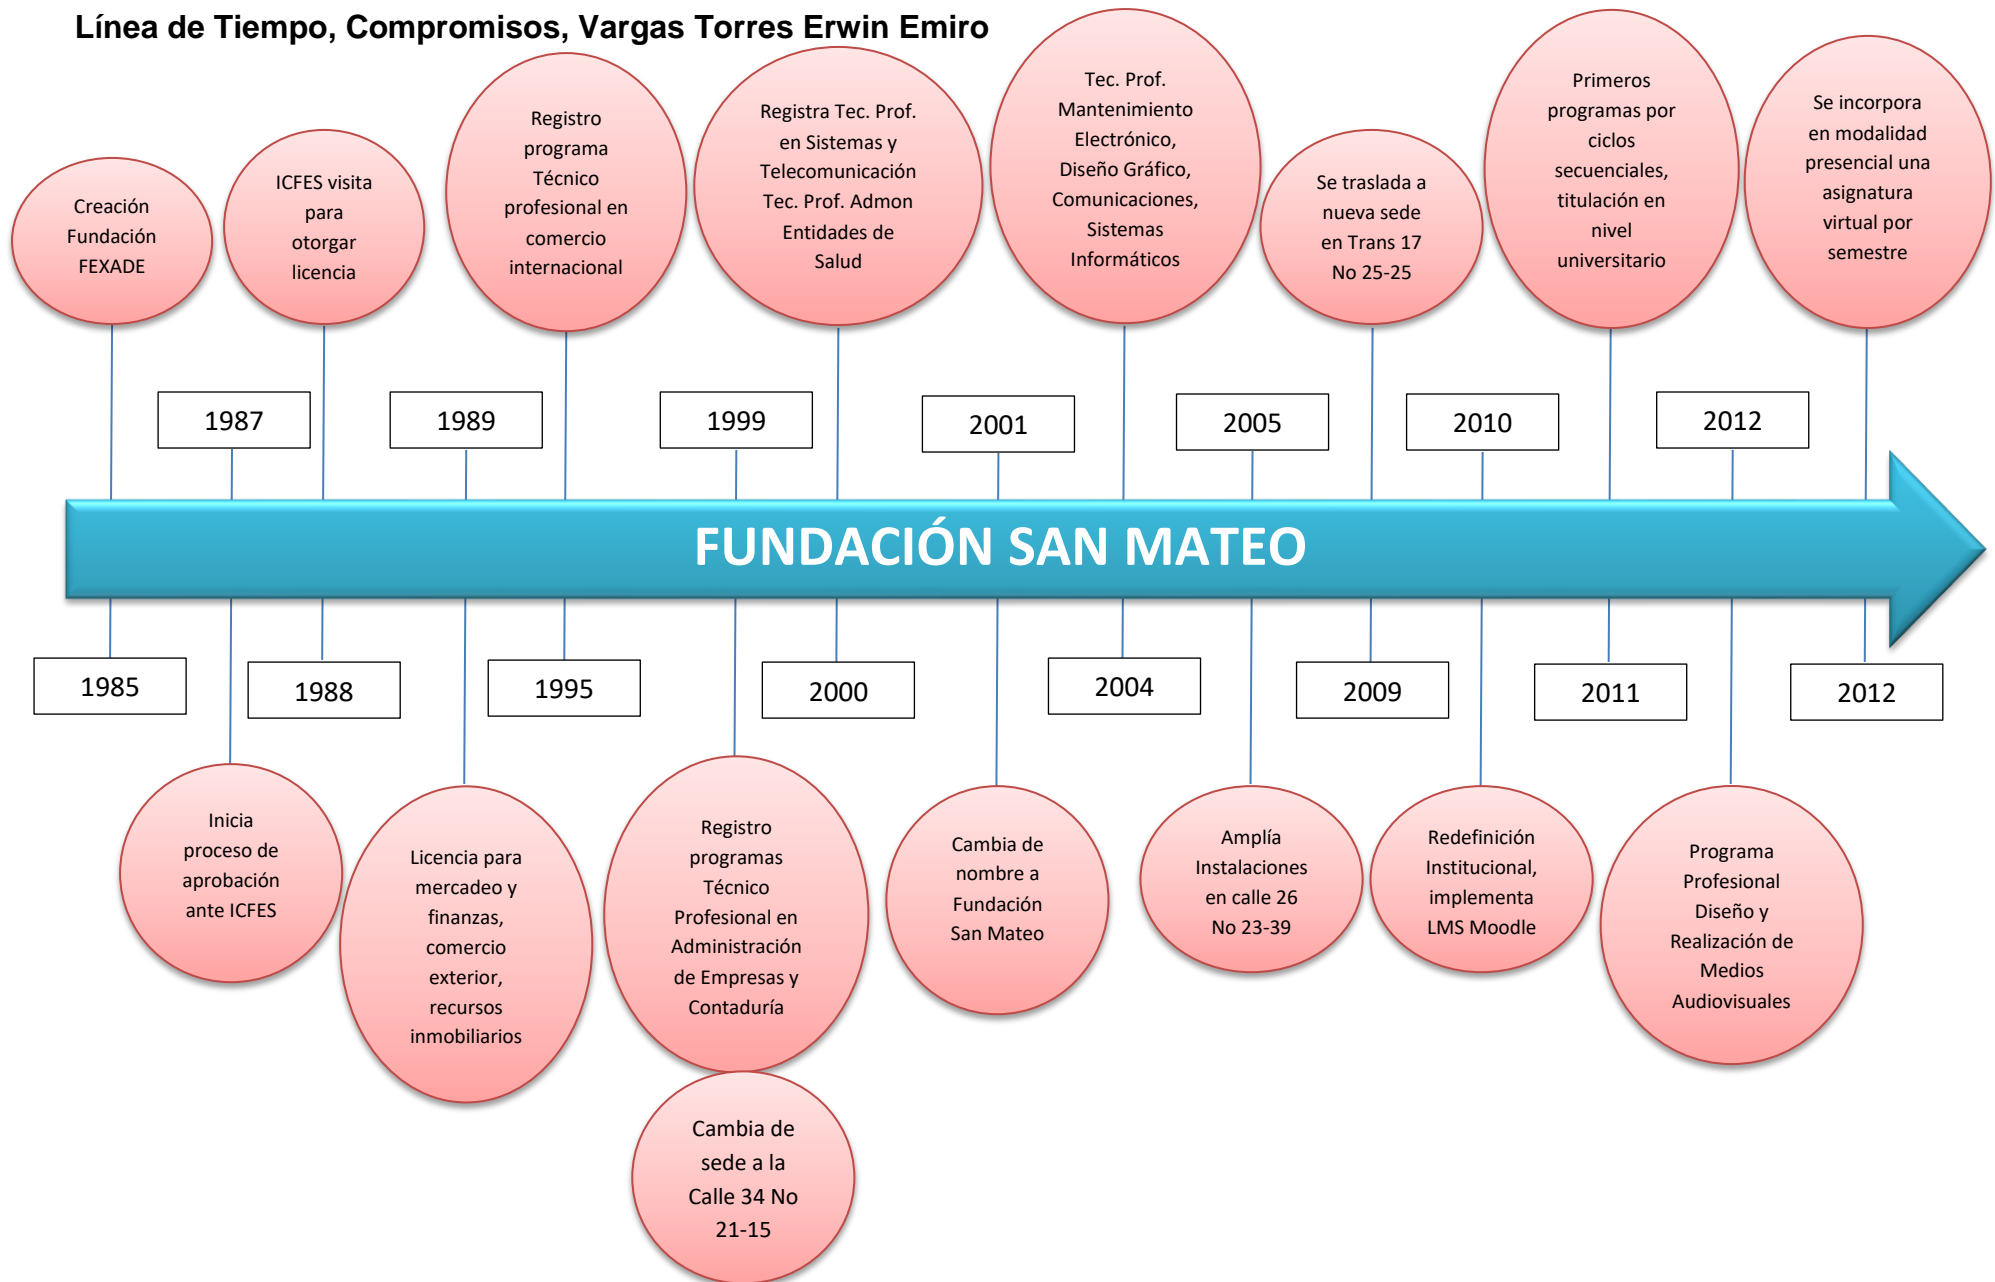 Línea de Tiempo, Compromisos, Vargas Torres Erwin Emiro
Creación
Fundación
FEXADE
ICFES visita
para
otorgar
licencia
Registro
programa
Técnico
profesional en
comercio
internacional
Registra Tec. Prof.
en Sistemas y
Telecomunicación
Tec. Prof. Admon
Entidades de
Salud
Tec. Prof.
Mantenimiento
Electrónico,
Diseño Gráfico,
Comunicaciones,
Sistemas
Informáticos
Se traslada a
nueva sede
en Trans 17
No 25-25
Primeros
programas por
ciclos
secuenciales,
titulación en
nivel
universitario
Se incorpora
en modalidad
presencial una
asignatura
virtual por
semestre
1987
1989
1999
2001
2005
2010
2012
FUNDACIÓN SAN MATEO
1985
1988
1995
2000
2004
2009
2011
2012
Inicia
proceso de
aprobación
ante ICFES
Licencia para
mercadeo y
finanzas,
comercio
exterior,
recursos
inmobiliarios
Registro
programas
Técnico
Profesional en
Administración
de Empresas y
Contaduría
Cambia de
sede a la
Calle 34 No
21-15
Cambia de
nombre a
Fundación
San Mateo
Amplía
Instalaciones
en calle 26
No 23-39
Redefinición
Institucional,
implementa
LMS Moodle
Programa
Profesional
Diseño y
Realización de
Medios
Audiovisuales